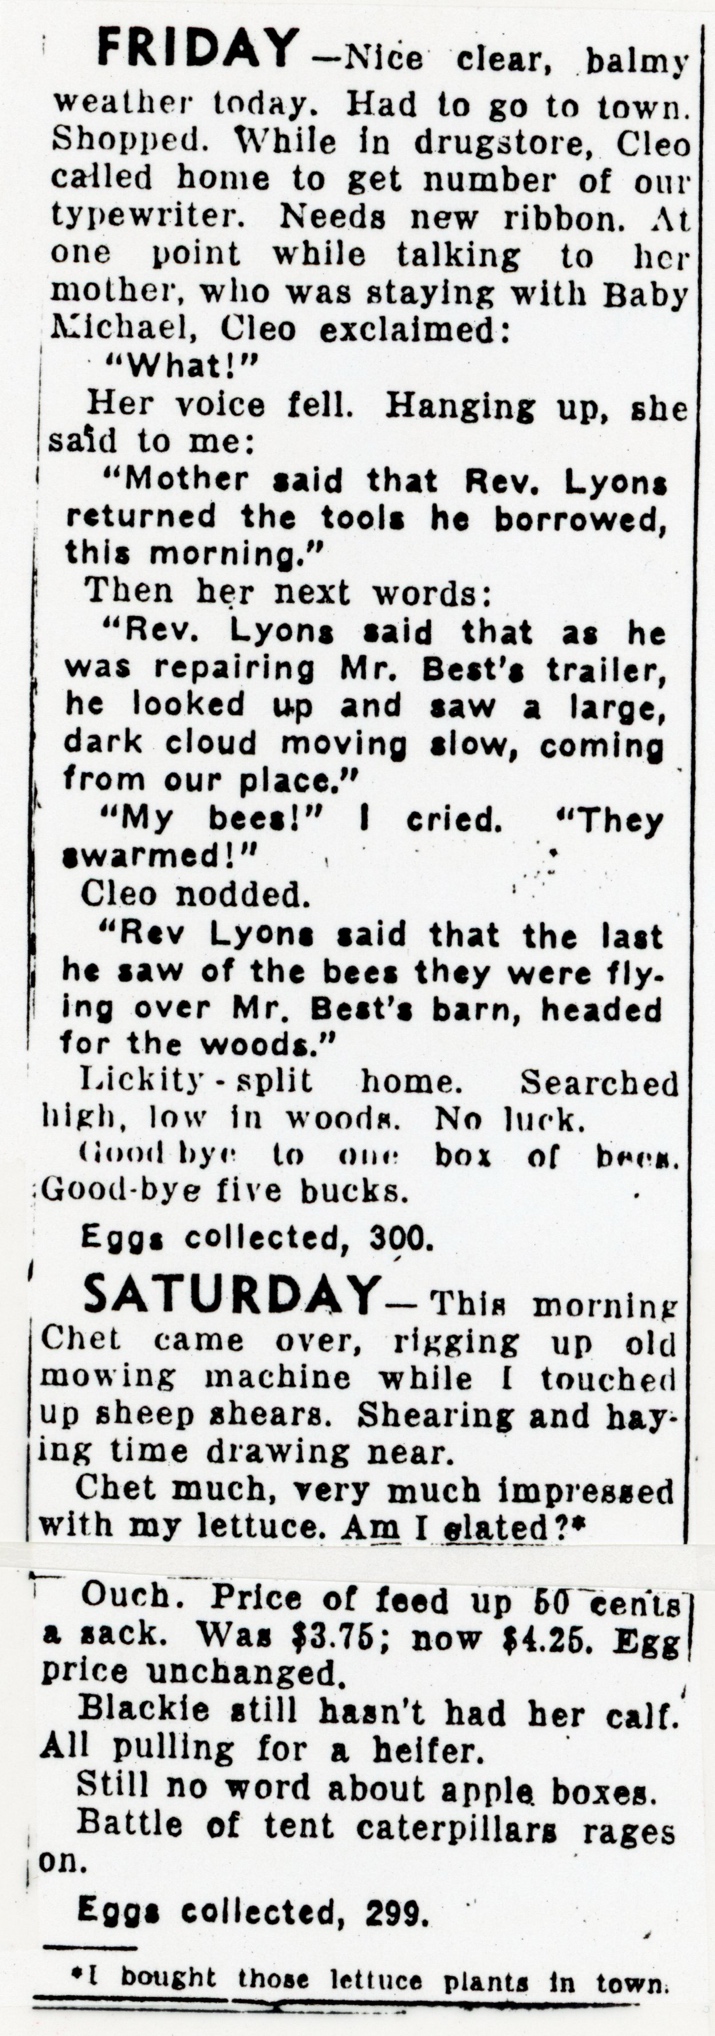 FRIDAY—Nice clear, balmy
weather today. Had to go to town.
Shopped. While in drugstore, Cleo
called home to get number of our
typewriter. Needs new ribbon. At
one point while talking to her
mother, who was staying with Baby
Michael, Cleo exclaimed:
"What!"
Her voice fell. Hanging up, she
said to me:
"Mother said that Rev. Lyons
returned the tools he borrowed,
this morning."
Then her next words:
"Rev. Lyons said that as he
was repairing Mr. Best's trailer,
he looked up and saw a large,
dark cloud moving slow, coming
from our place."
"My bees!" I cried. "They
swarmed!"
Cleo nodded.
"Rev Lyons said that the last
he saw of the bees they were fly-
ing over Mr. Best's barn, headed
for the woods."
Lickity-split home. Searched
high, low in woods. No luck.
Good bye to one box of bees.
Good-bye five bucks.
Eggs collected, 300.
SATURDAY—This morning
Chet came over, rigging up old
mowing machine while I touched
up sheep shears. Shearing and hay-
ing time drawing near.
Chet much, very much impressed
with my lettuce. Am I elated?*
Ouch. Price of feed up 50 cents
a sack. Was $3.75; now $4.25. Egg
price unchanged.
Blackie still hasn't had her calf.
All pulling for a heifer.
Still no word about apple boxes.
Battle of tent caterpillars rages
on.
Eggs collected, 299.
*I bought those lettuce plants in town.